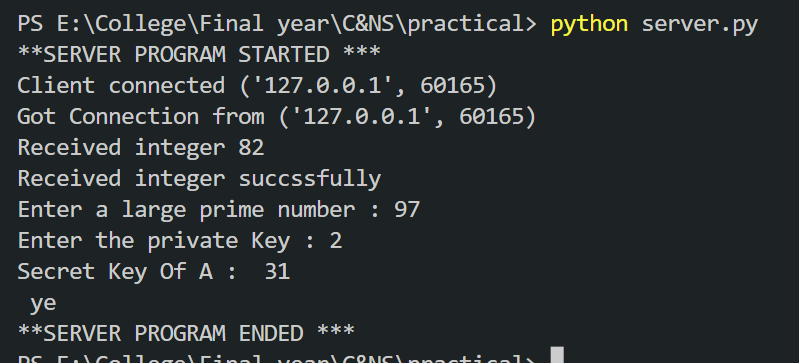 PS E:\College\Final year\C&NS\practical> python server.py
**SERVER PROGRAM STARTED ***
Client connected ('127.0.0.1', 60165)
Got Connection from ('127.0.0.1', 60165)
Received integer 82
Received integer succssfully
Enter a large prime number : 97
Enter the private Key : 2
Secret Key Of A :  31
 ye
**SERVER PROGRAM ENDED ***
PS E:\College\Final year\C&NS\practical>